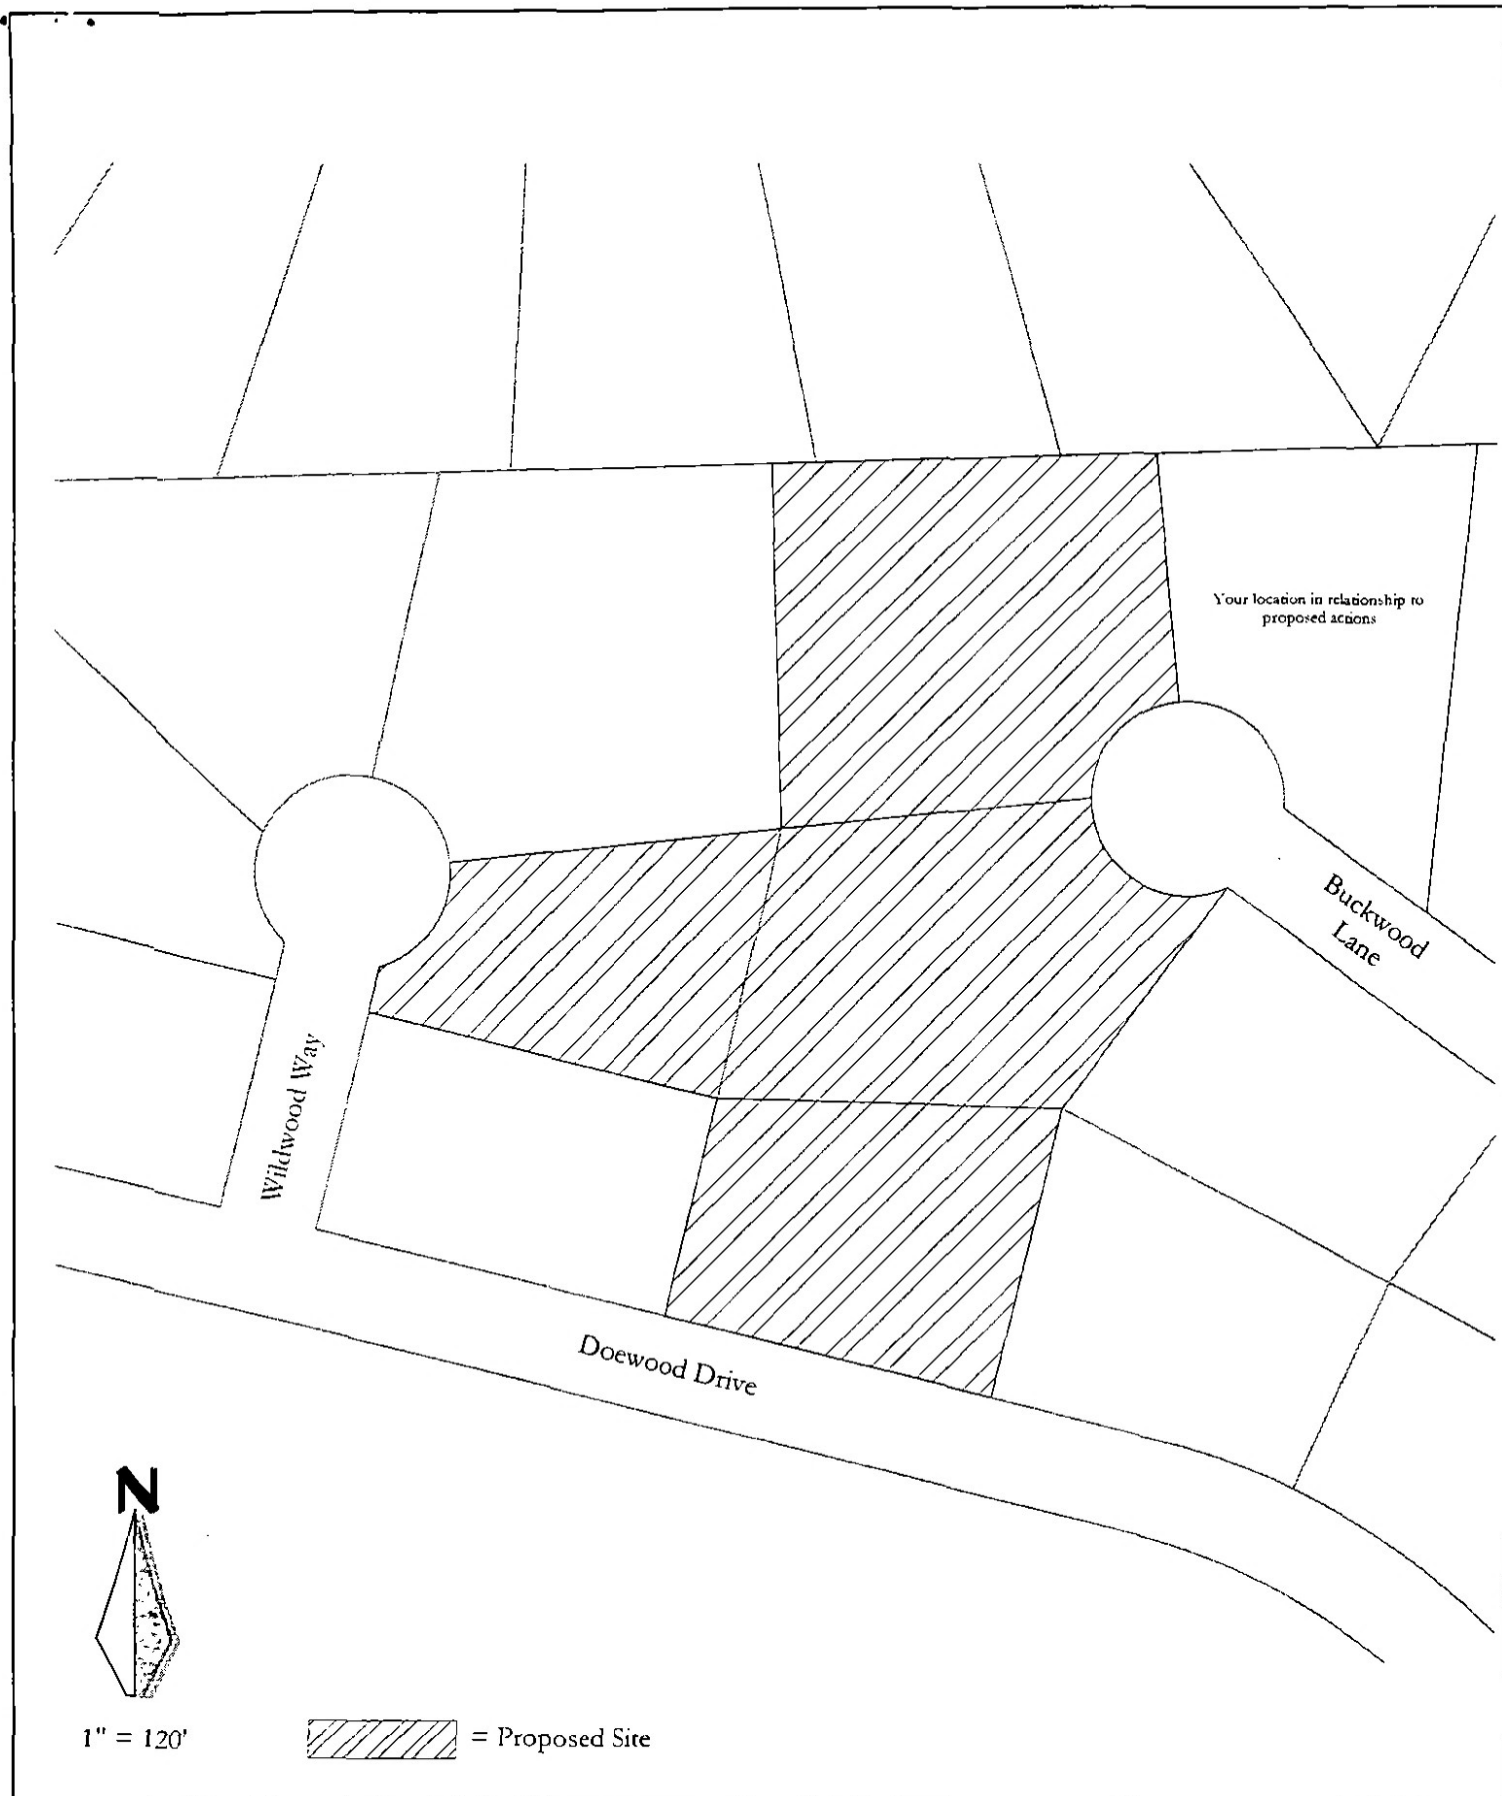 Your location in relationship to
proposed actions
Buckwood
Lane
Wildwood Way
Doewood Drive
N
1" = 120'
= Proposed Site